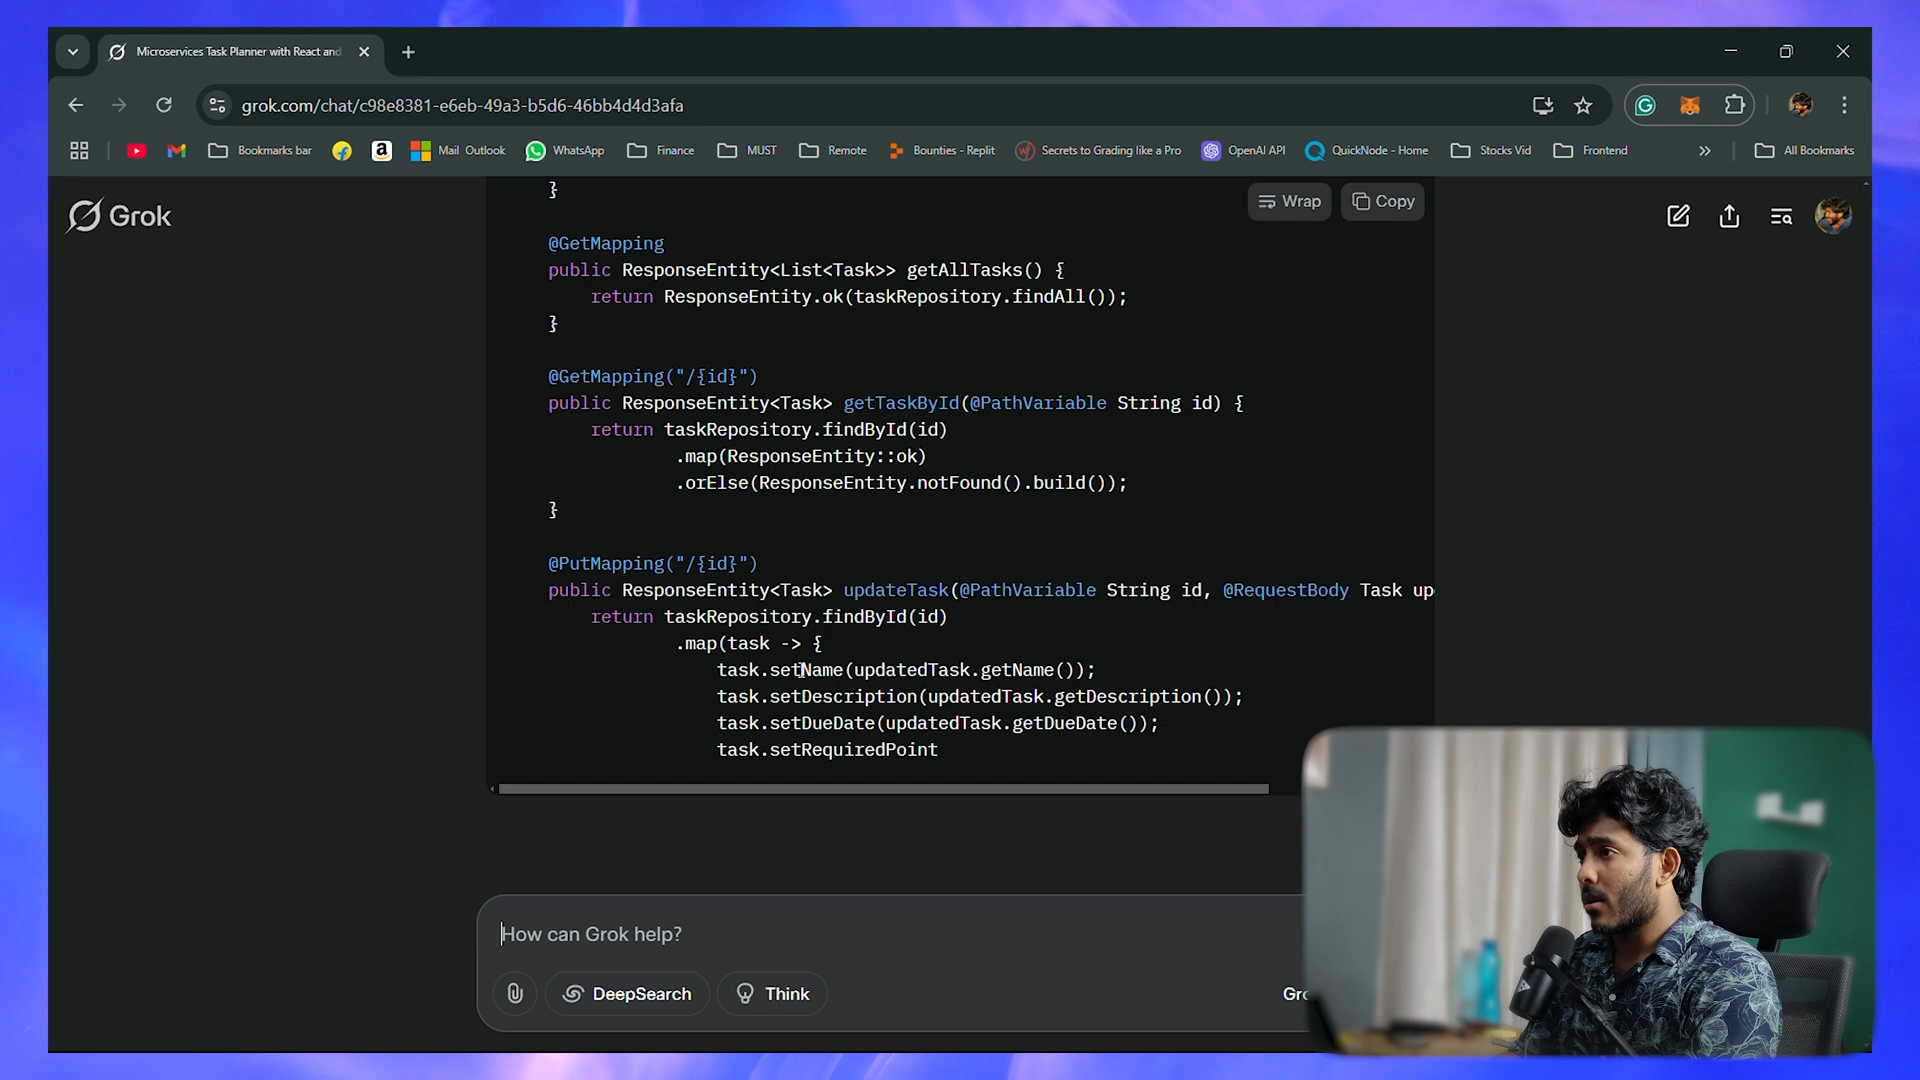 Microservices Task Planner with React and
grok.com/chat/c98e8381-e6eb-49a3-b5d6-46bb4d4d3afa
Bookmarks bar
Mail Outlook
WhatsApp
Finance
MUST
Remote
Bounties - Replit
Secrets to Grading like a Pro
OpenAI API
QuickNode - Home
Stocks Vid
Frontend
All Bookmarks
Grok
Wrap
Copy
}
@GetMapping
public ResponseEntity<List<Task>> getAllTasks() {
return ResponseEntity.ok(taskRepository.findAll());
}
@GetMapping("/{id}")
public ResponseEntity<Task> getTaskById(@PathVariable String id) {
return taskRepository.findById(id)
.map(ResponseEntity::ok)
.orElse(ResponseEntity.notFound().build());
}
@PutMapping("/{id}")
public ResponseEntity<Task> updateTask(@PathVariable String id, @RequestBody Task up
return taskRepository.findById(id)
.map(task -> {
task.setName(updatedTask.getName());
task.setDescription(updatedTask.getDescription());
task.setDueDate(updatedTask.getDueDate());
task.setRequiredPoint
How can Grok help?
DeepSearch
Think
Gro